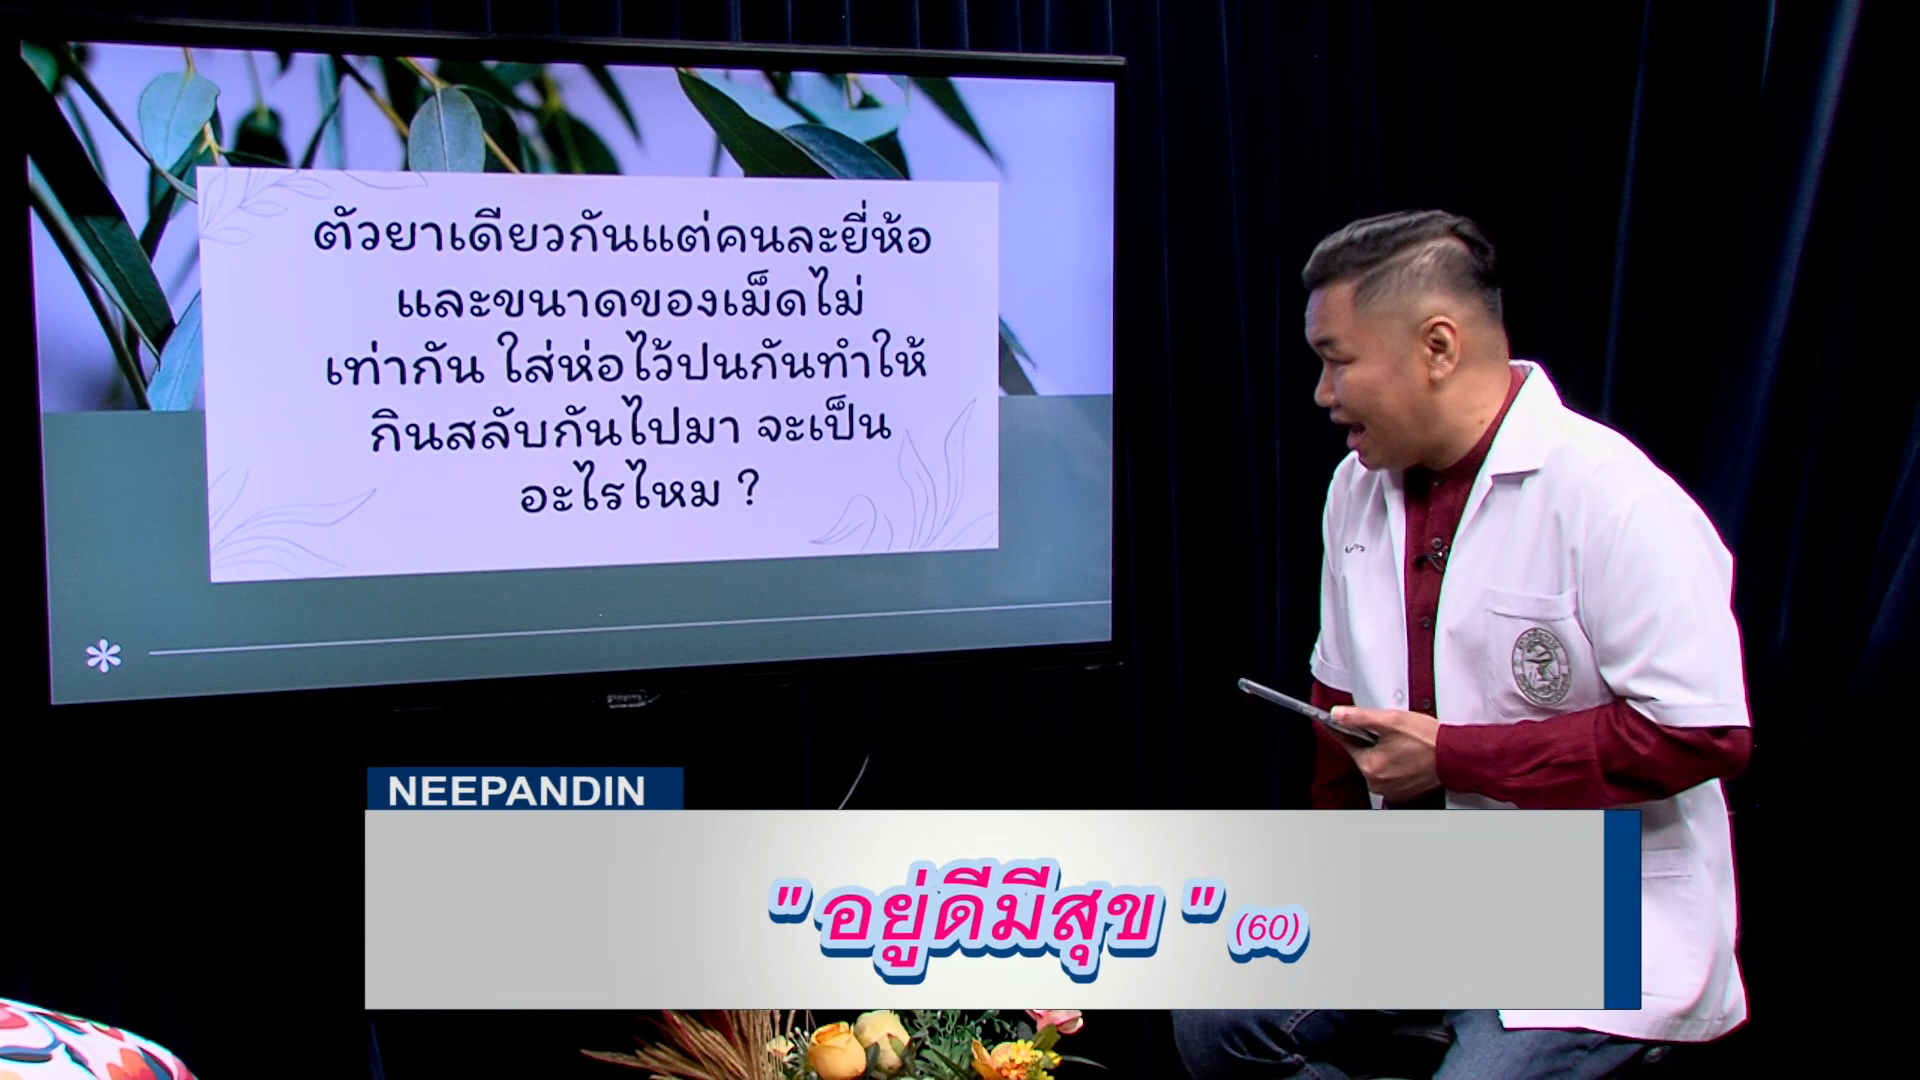 ตัวยาเดียวกันแต่คนละยี่ห้อ
และขนาดของเม็ดไม่
เท่ากัน ใส่ห่อไว้ปนกันทำให้
กินสลับกันไปมา จะเป็น
อะไรไหม ?
NEEPANDIN
" อยู่ดีมีสุข " (60)